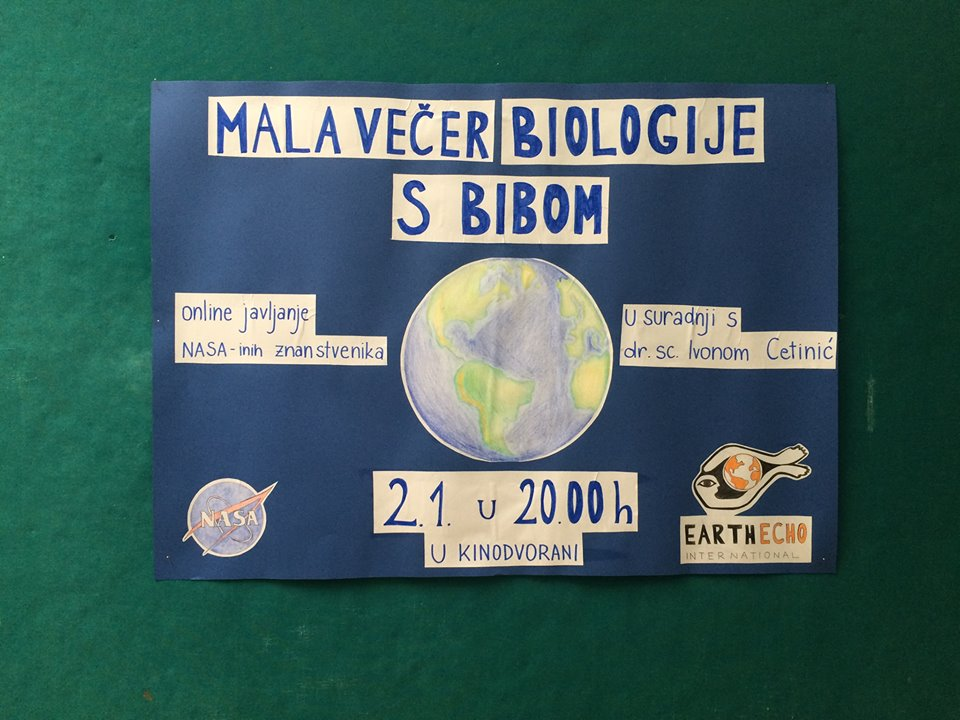 MALA VEČER BIOLOGIJE
S BIBOM
online javljanje
NASA-inih znanstvenika
U suradnji s
dr. sc. Ivonom Cetinić
2.1. u 20.00h
U KINODVORANI
NASA
EARTHECHO
INTERNATIONAL